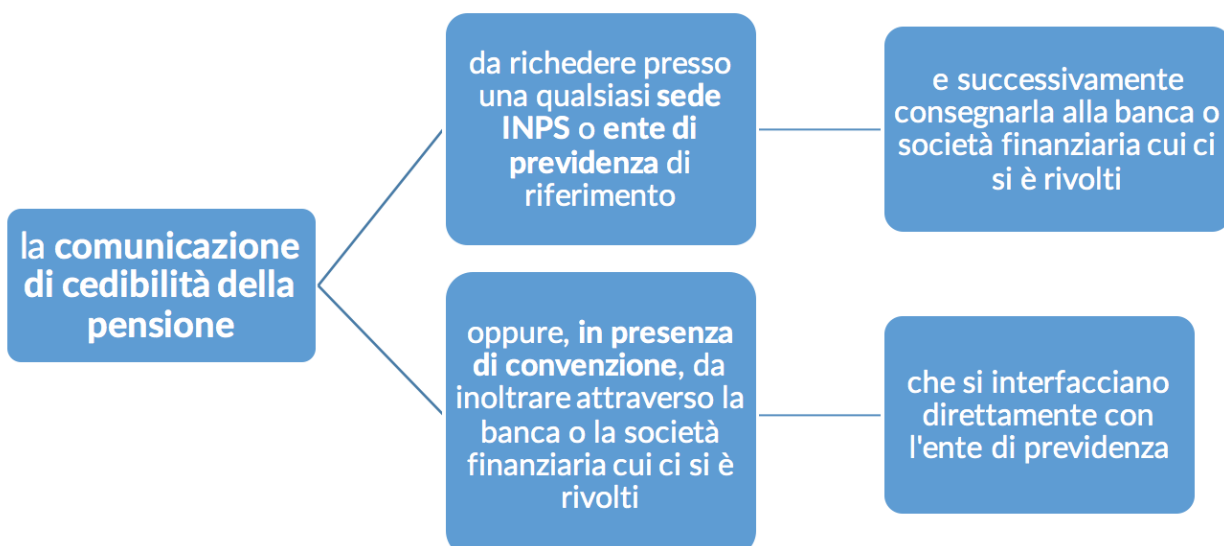 la comunicazione
di cedibilità della
pensione
da richedere presso
una qualsiasi sede
INPS o ente di
previdenza di
riferimento
e successivamente
consegnarla alla banca o
società finanziaria cui ci
si è rivolti
oppure, in presenza
di convenzione, da
inoltrare attraverso la
banca o la società
finanziaria cui ci si è
rivolti
che si interfacciano
direttamente con
l'ente di previdenza